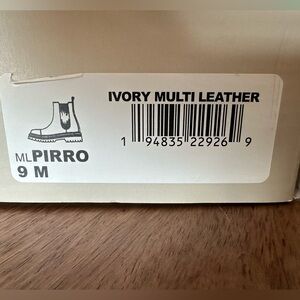 IVORY MULTI LEATHER
1 94835 22926 9
MLPIRRO
9 M